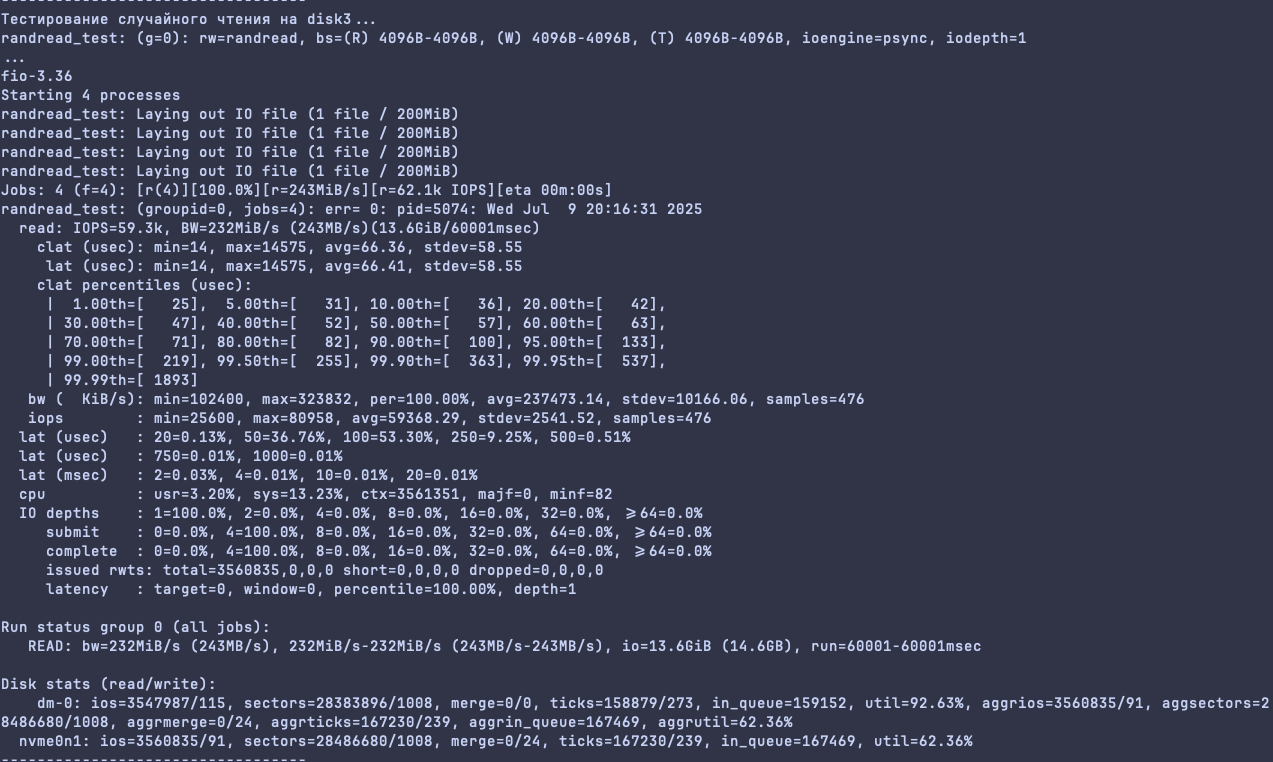 ----------------------------------
Тестирование случайного чтения на disk3...
randread_test: (g=0): rw=randread, bs=(R) 4096B-4096B, (W) 4096B-4096B, (T) 4096B-4096B, ioengine=psync, iodepth=1
...
fio-3.36
Starting 4 processes
randread_test: Laying out IO file (1 file / 200MiB)
randread_test: Laying out IO file (1 file / 200MiB)
randread_test: Laying out IO file (1 file / 200MiB)
randread_test: Laying out IO file (1 file / 200MiB)
Jobs: 4 (f=4): [r(4)][100.0%][r=243MiB/s][r=62.1k IOPS][eta 00m:00s]
randread_test: (groupid=0, jobs=4): err= 0: pid=5074: Wed Jul  9 20:16:31 2025
  read: IOPS=59.3k, BW=232MiB/s (243MB/s)(13.6GiB/60001msec)
    clat (usec): min=14, max=14575, avg=66.36, stdev=58.55
     lat (usec): min=14, max=14575, avg=66.41, stdev=58.55
    clat percentiles (usec):
     |  1.00th=[   25],  5.00th=[   31], 10.00th=[   36], 20.00th=[   42],
     | 30.00th=[   47], 40.00th=[   52], 50.00th=[   57], 60.00th=[   63],
     | 70.00th=[   71], 80.00th=[   82], 90.00th=[  100], 95.00th=[  133],
     | 99.00th=[  219], 99.50th=[  255], 99.90th=[  363], 99.95th=[  537],
     | 99.99th=[ 1893]
   bw (  KiB/s): min=102400, max=323832, per=100.00%, avg=237473.14, stdev=10166.06, samples=476
   iops        : min=25600, max=80958, avg=59368.29, stdev=2541.52, samples=476
  lat (usec)   : 20=0.13%, 50=36.76%, 100=53.30%, 250=9.25%, 500=0.51%
  lat (usec)   : 750=0.01%, 1000=0.01%
  lat (msec)   : 2=0.03%, 4=0.01%, 10=0.01%, 20=0.01%
  cpu          : usr=3.20%, sys=13.23%, ctx=3561351, majf=0, minf=82
  IO depths    : 1=100.0%, 2=0.0%, 4=0.0%, 8=0.0%, 16=0.0%, 32=0.0%, >=64=0.0%
     submit    : 0=0.0%, 4=100.0%, 8=0.0%, 16=0.0%, 32=0.0%, 64=0.0%, >=64=0.0%
     complete  : 0=0.0%, 4=100.0%, 8=0.0%, 16=0.0%, 32=0.0%, 64=0.0%, >=64=0.0%
     issued rwts: total=3560835,0,0,0 short=0,0,0,0 dropped=0,0,0,0
     latency   : target=0, window=0, percentile=100.00%, depth=1
Run status group 0 (all jobs):
   READ: bw=232MiB/s (243MB/s), 232MiB/s-232MiB/s (243MB/s-243MB/s), io=13.6GiB (14.6GB), run=60001-60001msec
Disk stats (read/write):
    dm-0: ios=3547987/115, sectors=28383896/1008, merge=0/0, ticks=158879/273, in_queue=159152, util=92.63%, aggrios=3560835/91, aggsectors=2
8486680/1008, aggrmerge=0/24, aggrticks=167230/239, aggrin_queue=167469, aggrutil=62.36%
  nvme0n1: ios=3560835/91, sectors=28486680/1008, merge=0/24, ticks=167230/239, in_queue=167469, util=62.36%
----------------------------------